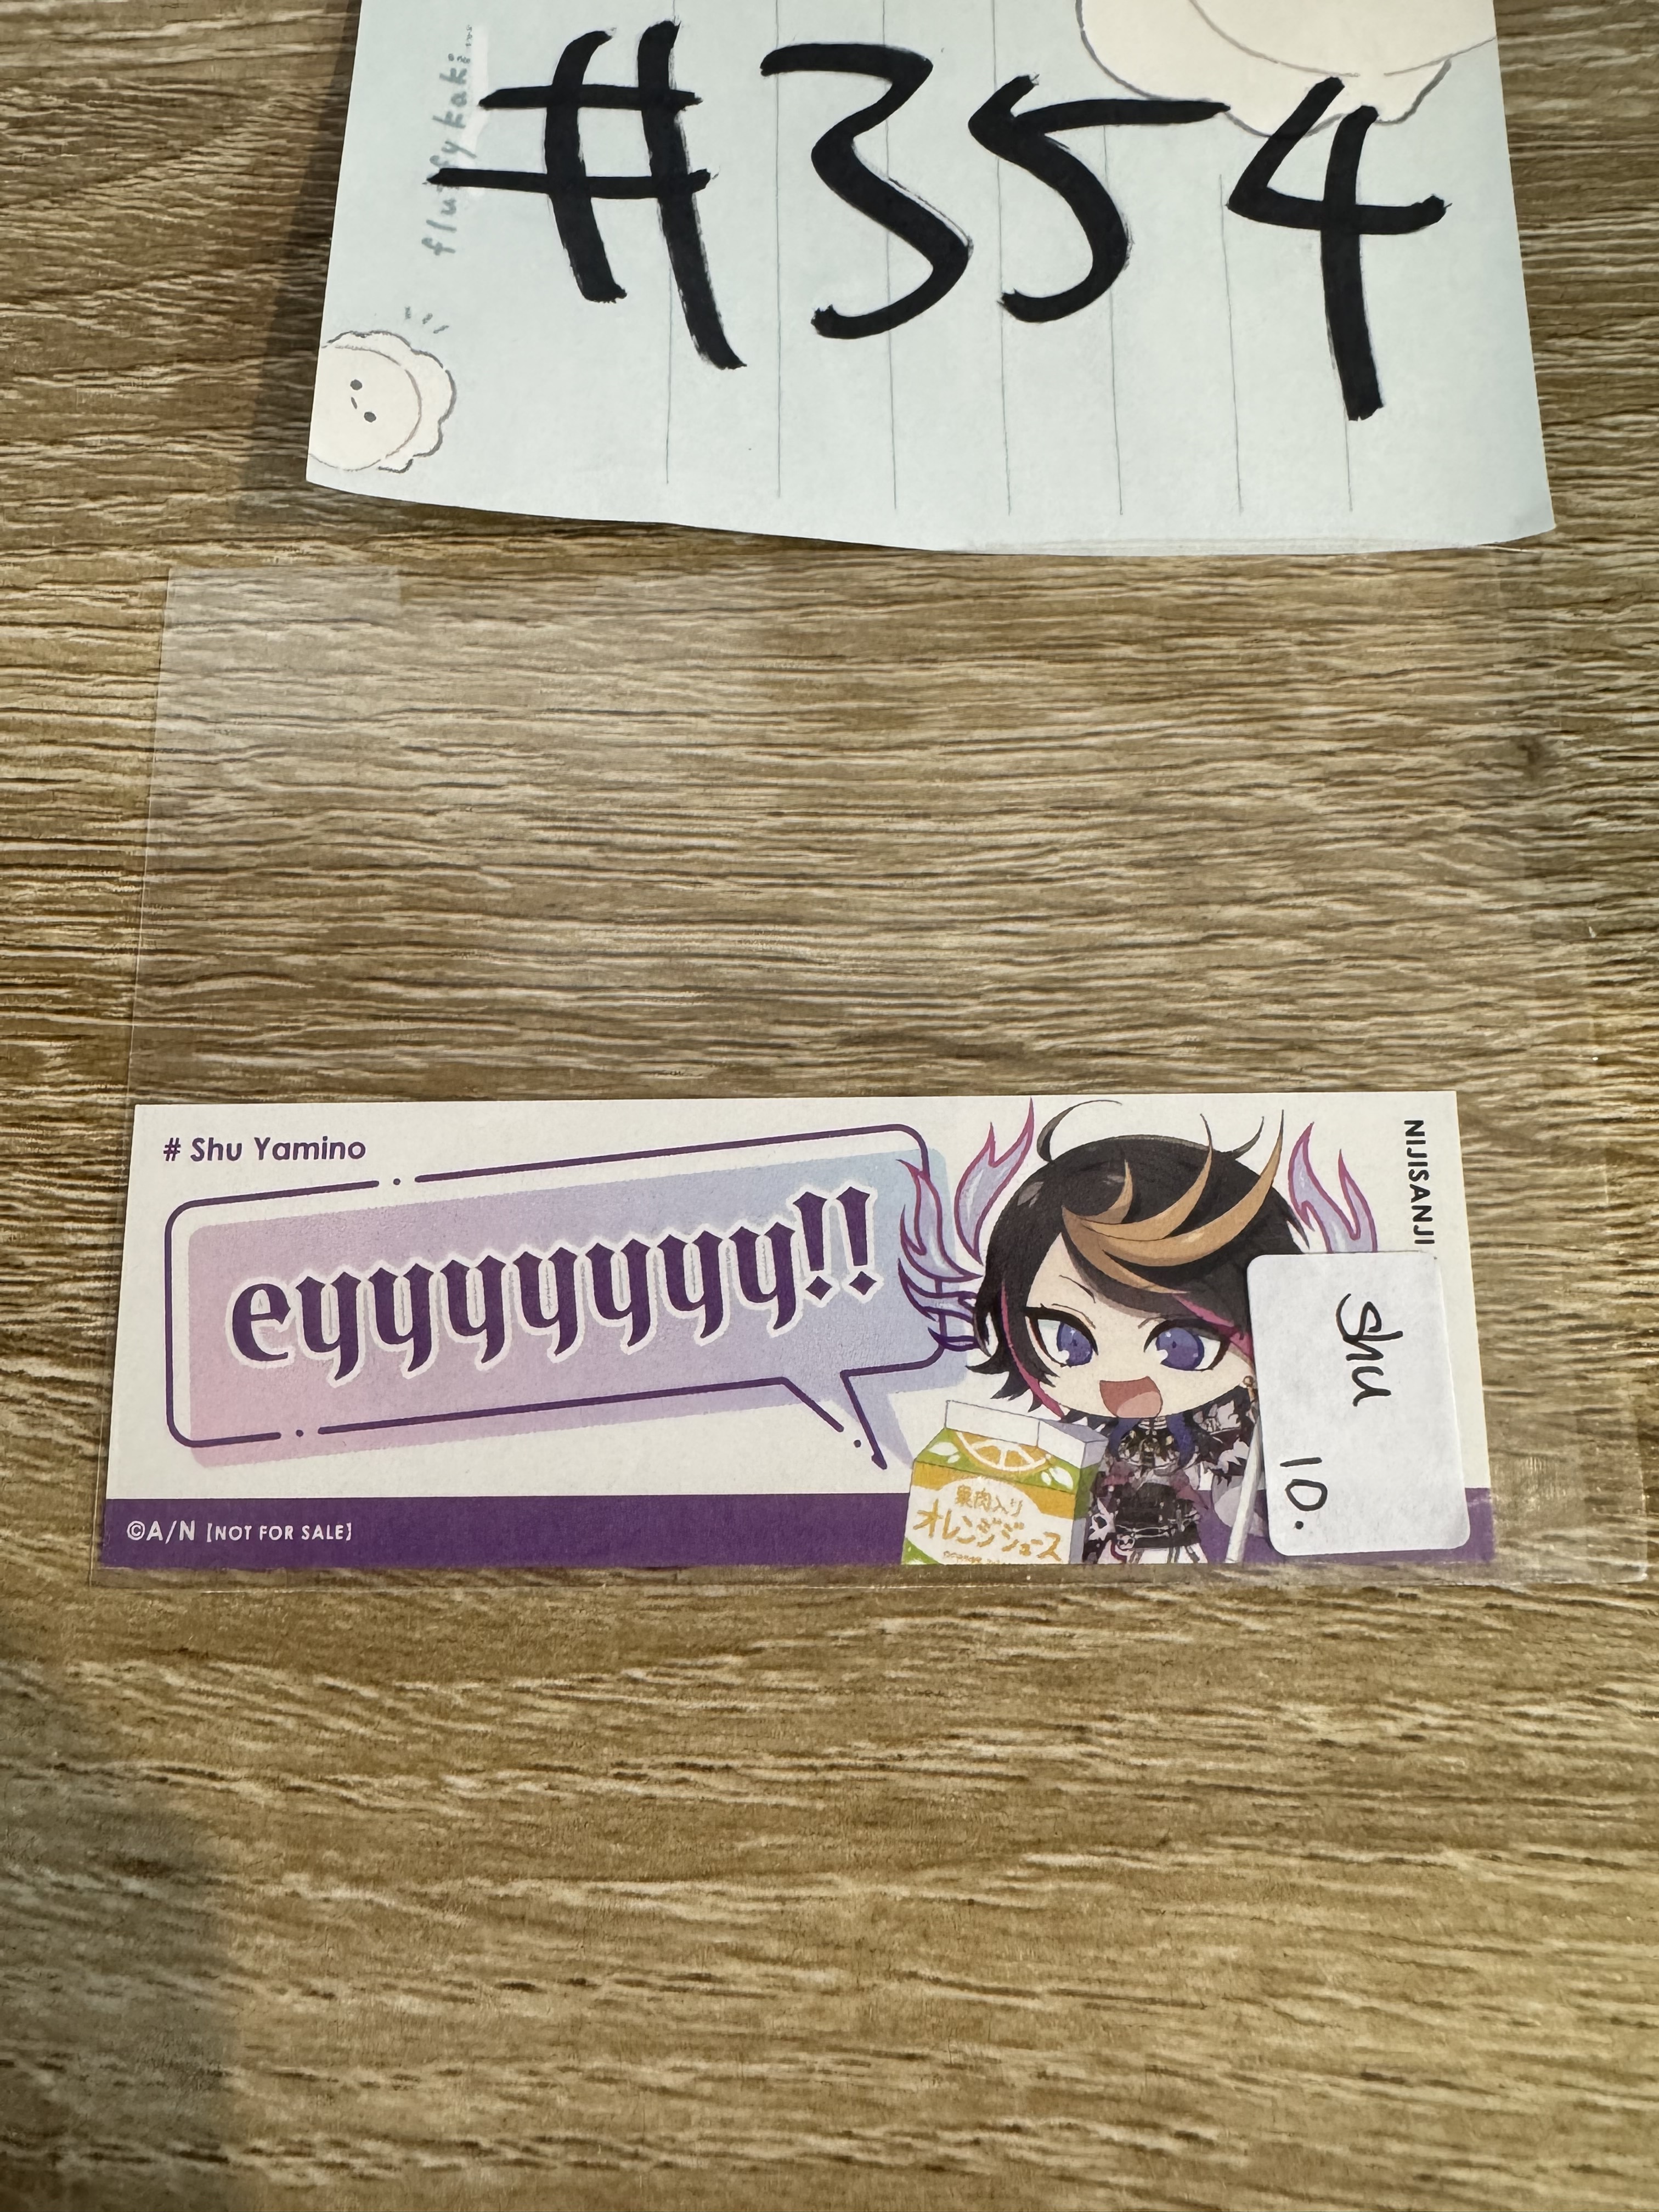 #354
fluffy kaki...
# Shu Yamino
NIJISANJI
eyyyyyyy!!
Shu
10.
果肉入り
オレンジジュース
©A/N [NOT FOR SALE]